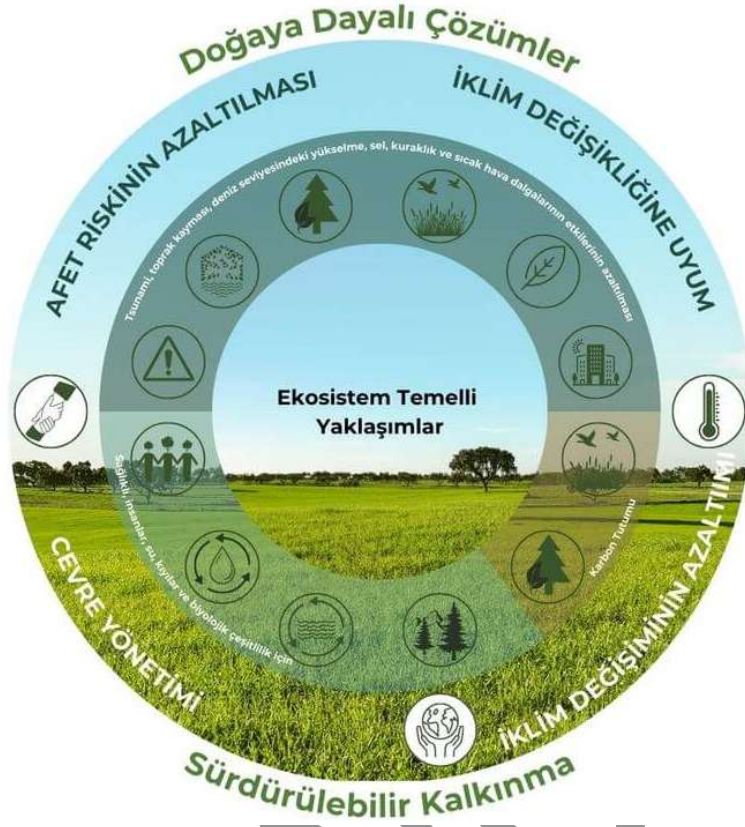 Doğaya Dayalı Çözümler
AFET RİSKİNİN AZALTILMASI
İKLİM DEĞİŞİKLİĞİNE UYUM
Tsunami, toprak kayması, deniz seviyesindeki yükselme, sel, kuraklık ve sıcak hava dalgalarının etkilerinin azaltılması
Ekosistem Temelli
Yaklaşımlar
Sağlıklı, insanlar, su, kıyılar ve biyolojik çeşitlilik için
Karbon Tutumu
ÇEVRE YÖNETİMİ
İKLİM DEĞİŞİMİNİN AZALTIIMI
Sürdürülebilir Kalkınma